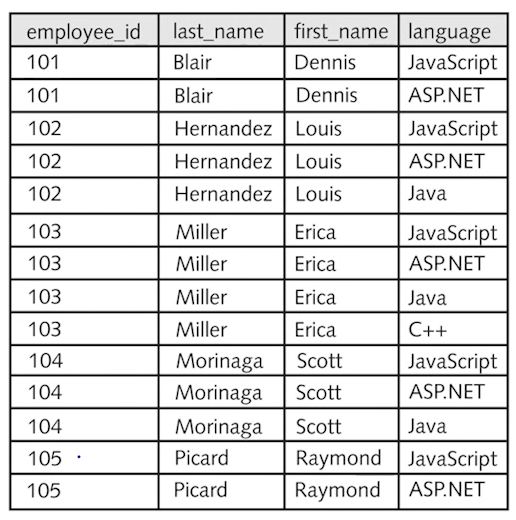 employee_id last_name first_name language
101 Blair Dennis JavaScript
101 Blair Dennis ASP.NET
102 Hernandez Louis JavaScript
102 Hernandez Louis ASP.NET
102 Hernandez Louis Java
103 Miller Erica JavaScript
103 Miller Erica ASP.NET
103 Miller Erica Java
103 Miller Erica C++
104 Morinaga Scott JavaScript
104 Morinaga Scott ASP.NET
104 Morinaga Scott Java
105 Picard Raymond JavaScript
105 Picard Raymond ASP.NET